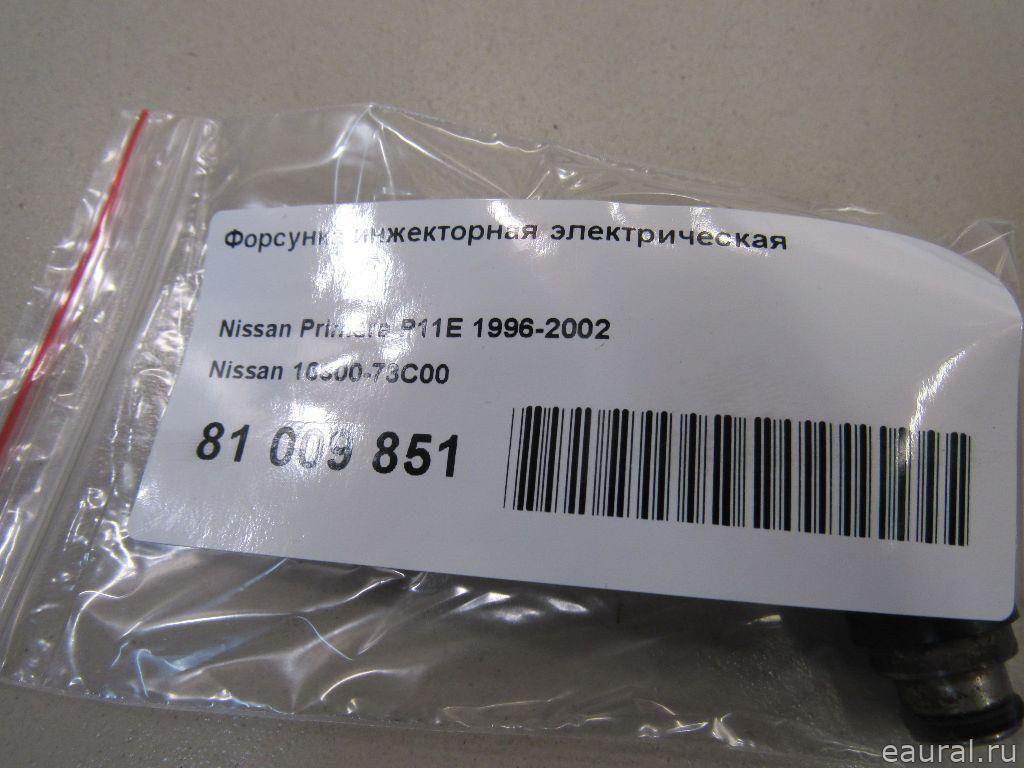 Форсунка инжекторная электрическая
Nissan Primera P11E 1996-2002
Nissan 16600-73C00
81 009 851
eaural.ru